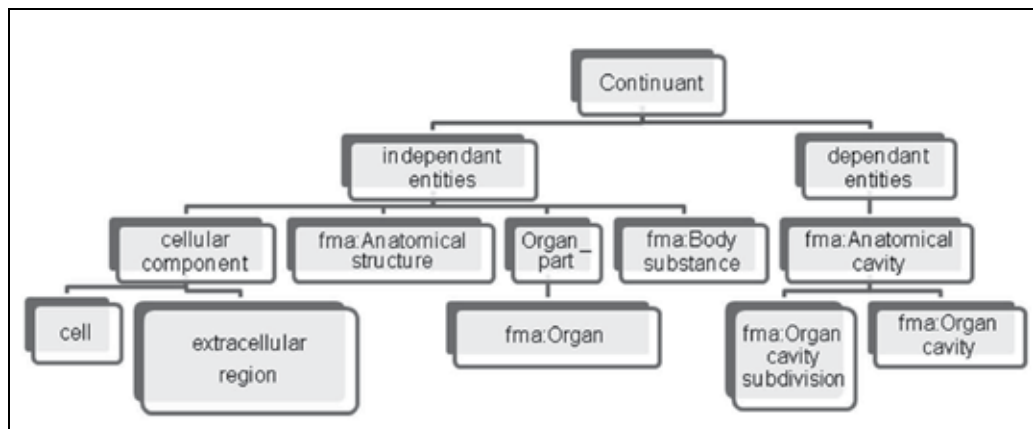 Continuant
independant
entities
dependant
entities
cellular
component
fma:Anatomical
structure
Organ_
part
fma:Body
substance
fma:Anatomical
cavity
cell
extracellular
region
fma:Organ
fma:Organ
cavity
subdivision
fma:Organ
cavity